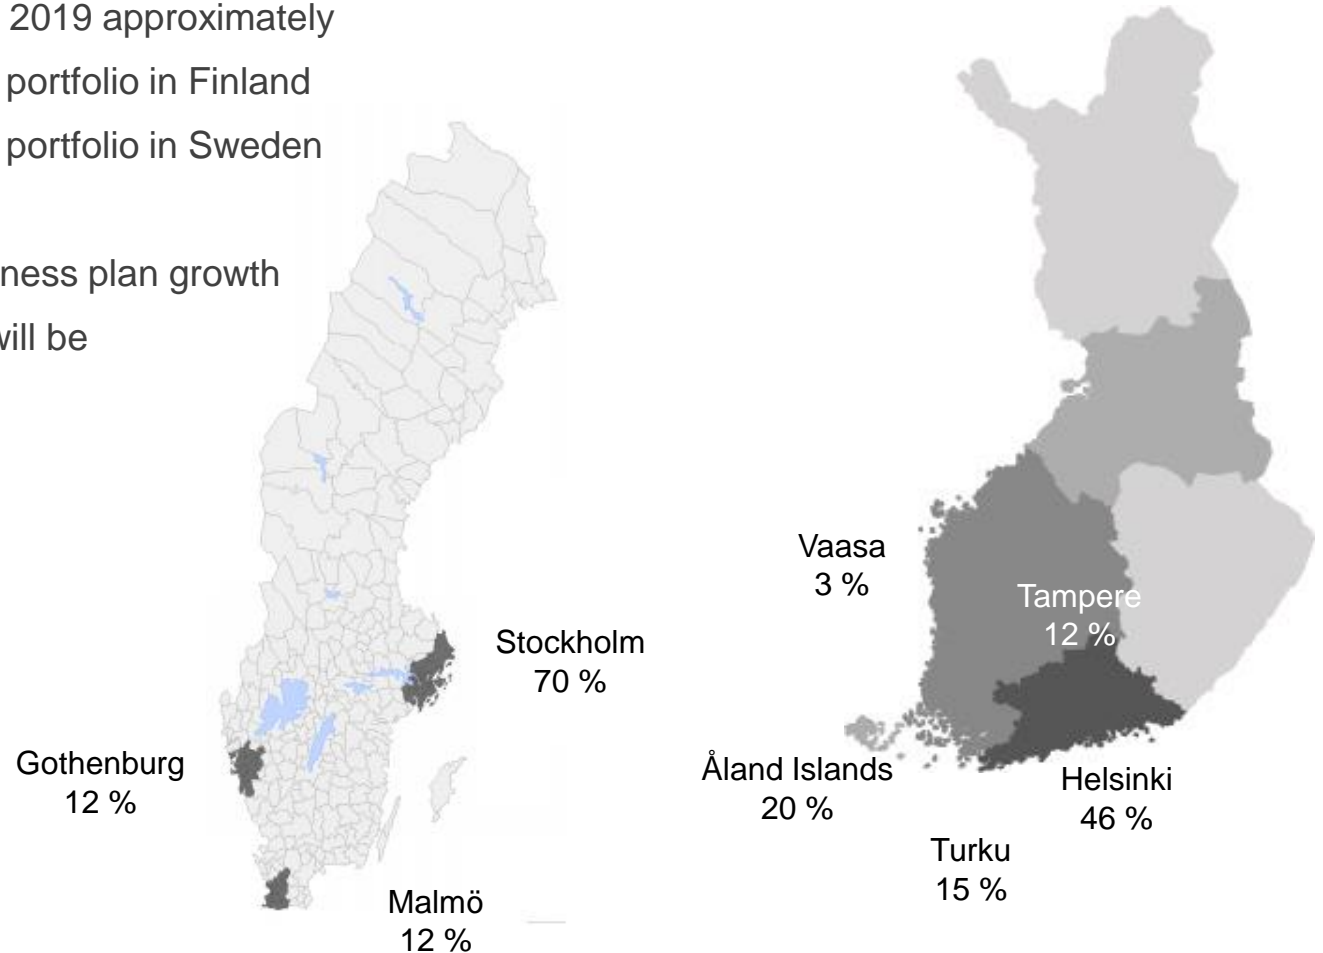 2019 approximately
portfolio in Finland
portfolio in Sweden
ness plan growth
will be
Stockholm
70 %
Gothenburg
12 %
Malmö
12 %
Vaasa
3 %
Tampere
12 %
Åland Islands
20 %
Helsinki
46 %
Turku
15 %